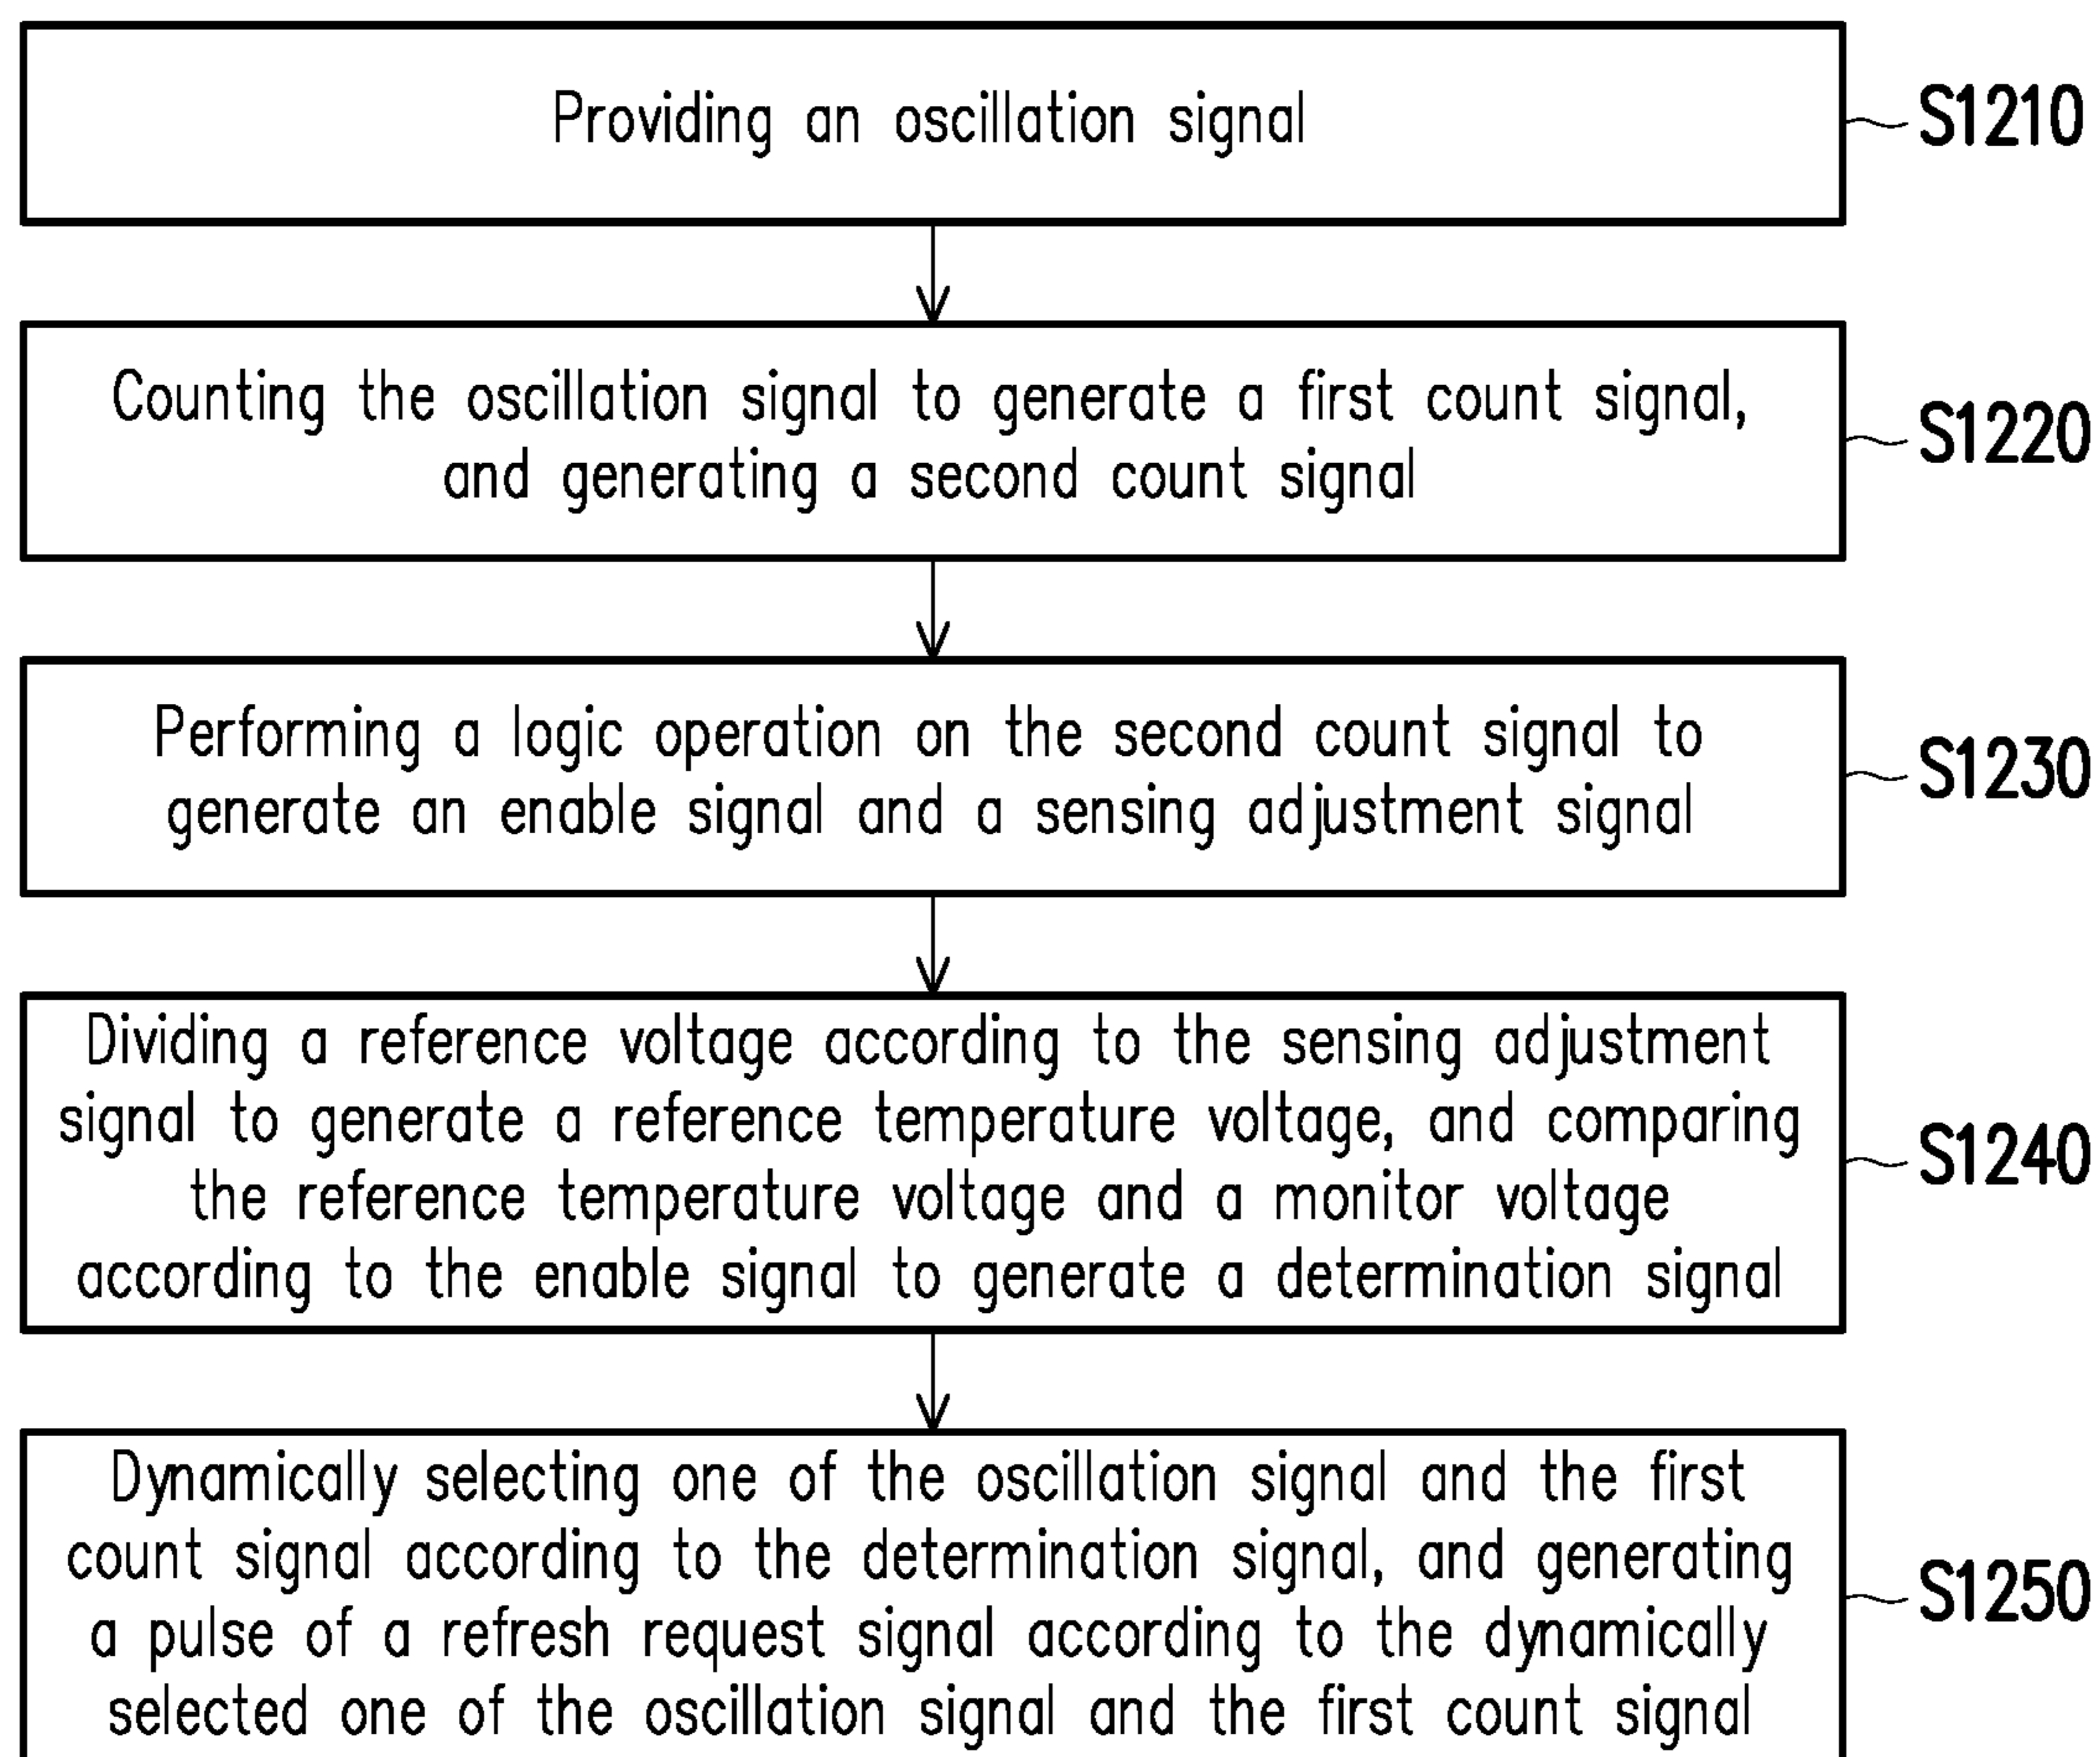 Providing an oscillation signal
S1210
Counting the oscillation signal to generate a first count signal,
and generating a second count signal
S1220
Performing a logic operation on the second count signal to
generate an enable signal and a sensing adjustment signal
S1230
Dividing a reference voltage according to the sensing adjustment
signal to generate a reference temperature voltage, and comparing
the reference temperature voltage and a monitor voltage
according to the enable signal to generate a determination signal
S1240
Dynamically selecting one of the oscillation signal and the first
count signal according to the determination signal, and generating
a pulse of a refresh request signal according to the dynamically
selected one of the oscillation signal and the first count signal
S1250